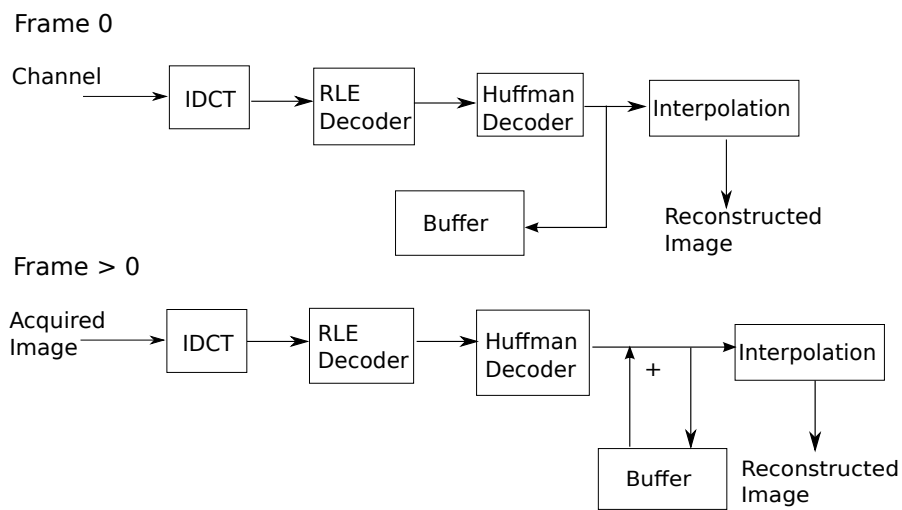 Frame 0
Channel
IDCT
RLE
Decoder
Huffman
Decoder
Interpolation
Buffer
Reconstructed
Image
Frame > 0
Acquired
Image
IDCT
RLE
Decoder
Huffman
Decoder
+
Interpolation
Buffer
Reconstructed
Image